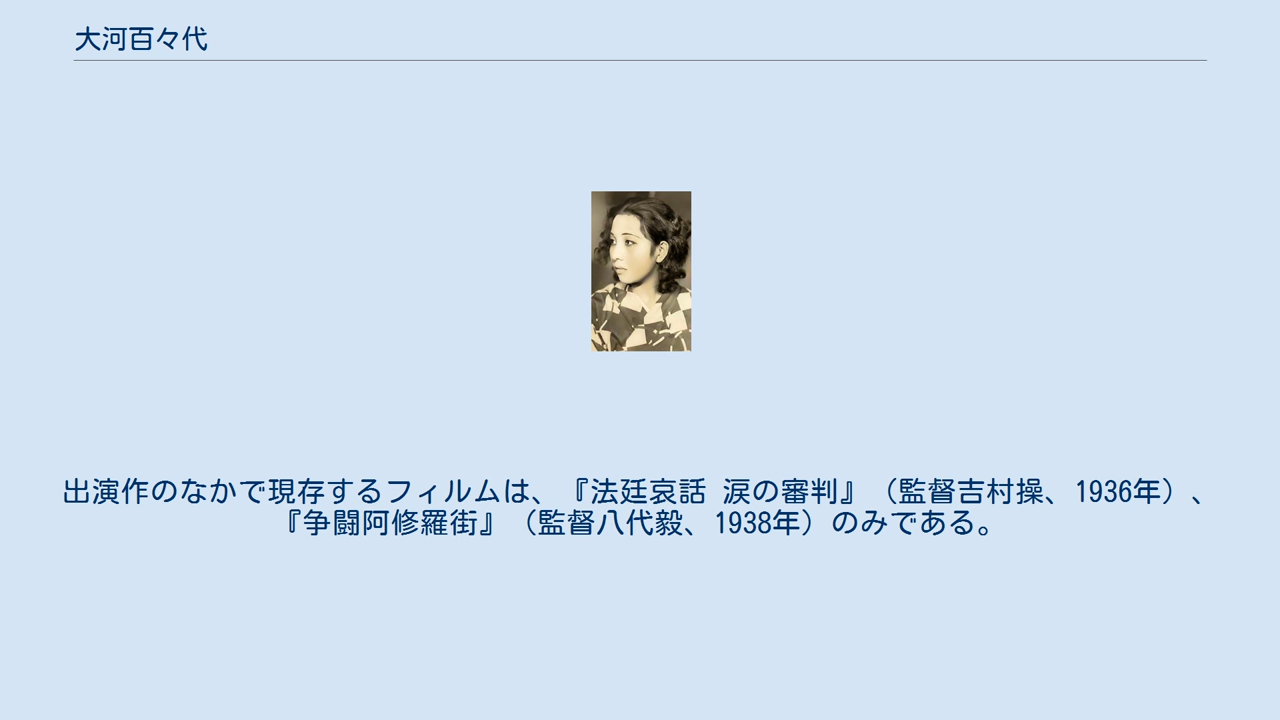 大河百々代
出演作のなかで現存するフィルムは、『法廷哀話 涙の審判』（監督吉村操、1936年）、
『争闘阿修羅街』（監督八代毅、1938年）のみである。